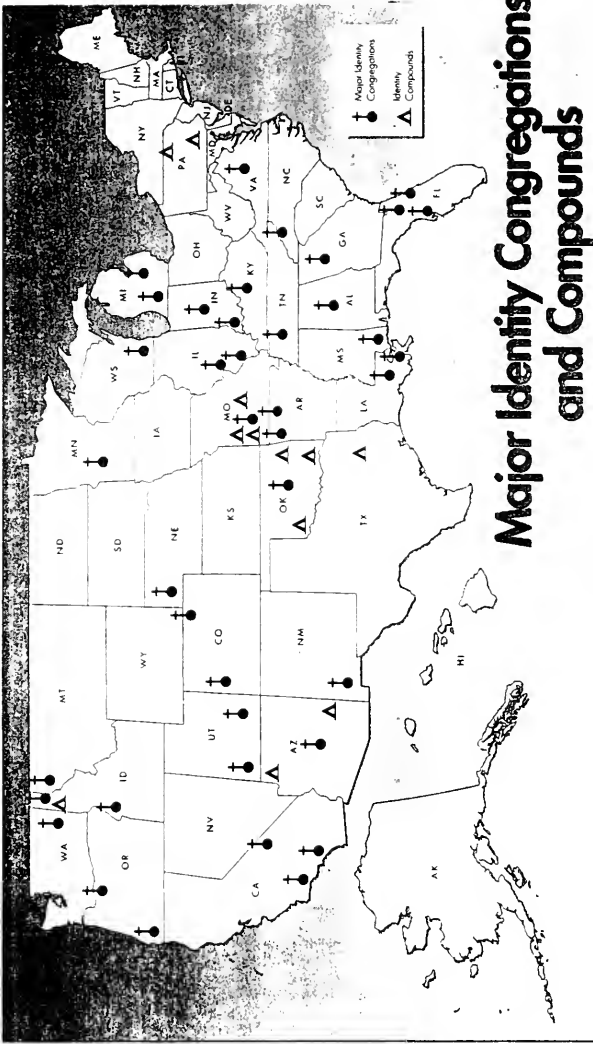 WA
MT
ND
MN
ME
VT
NH
NY
MA
CT
OR
ID
SD
WS
MI
WY
IA
NE
PA
NJ
MD
DE
OH
IN
IL
NV
UT
CO
KS
MO
KY
WV
VA
CA
AZ
NM
OK
AR
TN
NC
SC
TX
LA
MS
AL
GA
FL
AK
HI
Major Identity
Congregations
Identity
Compounds
Major Identity Congregations
and Compounds